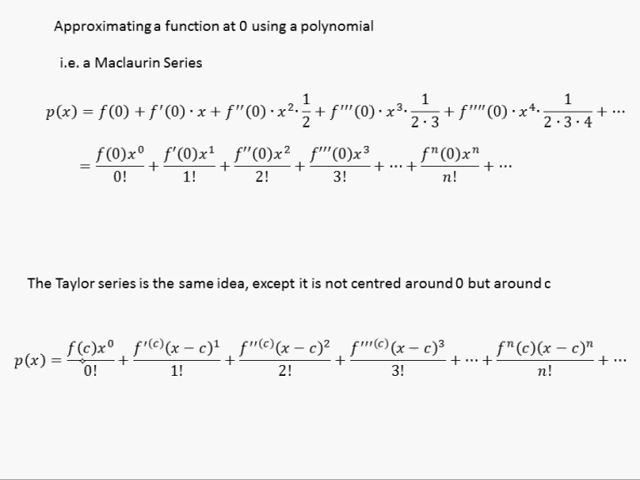 Approximating a function at 0 using a polynomial
i.e. a Maclaurin Series
p(x) = f(0) + f′(0) · x + f″(0) · x² · 1/2 + f‴(0) · x³ · 1/(2 · 3) + f⁗(0) · x⁴ · 1/(2 · 3 · 4) + ⋯
= f(0)x⁰/0! + f′(0)x¹/1! + f″(0)x²/2! + f‴(0)x³/3! + ⋯ + fⁿ(0)xⁿ/n! + ⋯
The Taylor series is the same idea, except it is not centred around 0 but around c
p(x) = f(c)x⁰/0! + f′⁽ᶜ⁾(x − c)¹/1! + f″⁽ᶜ⁾(x − c)²/2! + f‴⁽ᶜ⁾(x − c)³/3! + ⋯ + fⁿ(c)(x − c)ⁿ/n! + ⋯